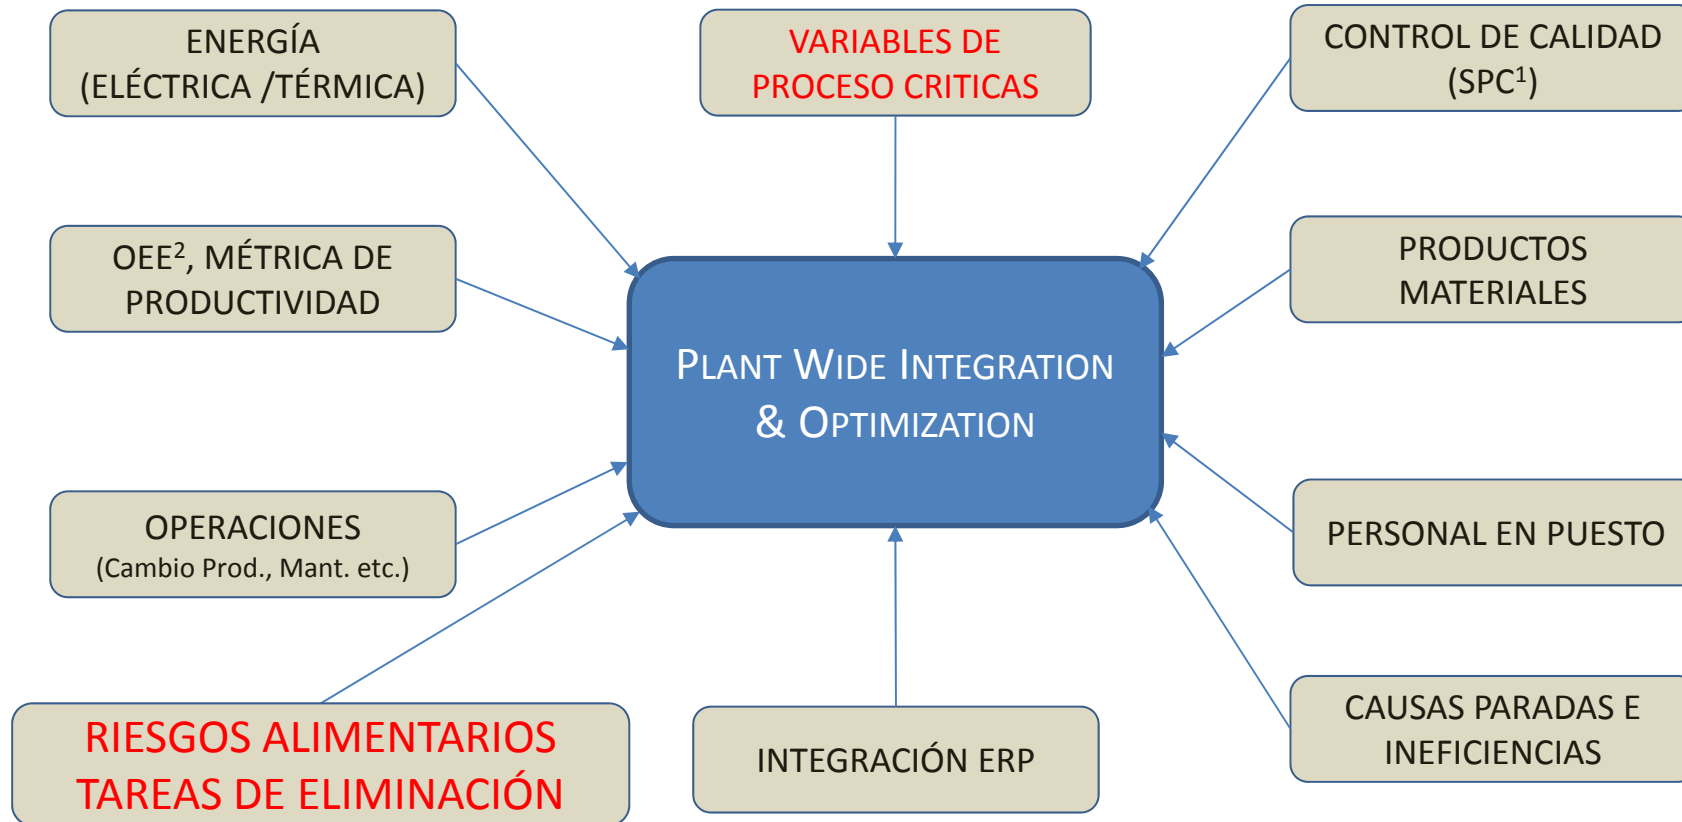 ENERGÍA
(ELÉCTRICA /TÉRMICA)
VARIABLES DE
PROCESO CRITICAS
CONTROL DE CALIDAD
(SPC¹)
OEE², MÉTRICA DE
PRODUCTIVIDAD
PRODUCTOS
MATERIALES
PLANT WIDE INTEGRATION
& OPTIMIZATION
OPERACIONES
(Cambio Prod., Mant. etc.)
PERSONAL EN PUESTO
RIESGOS ALIMENTARIOS
TAREAS DE ELIMINACIÓN
INTEGRACIÓN ERP
CAUSAS PARADAS E
INEFICIENCIAS